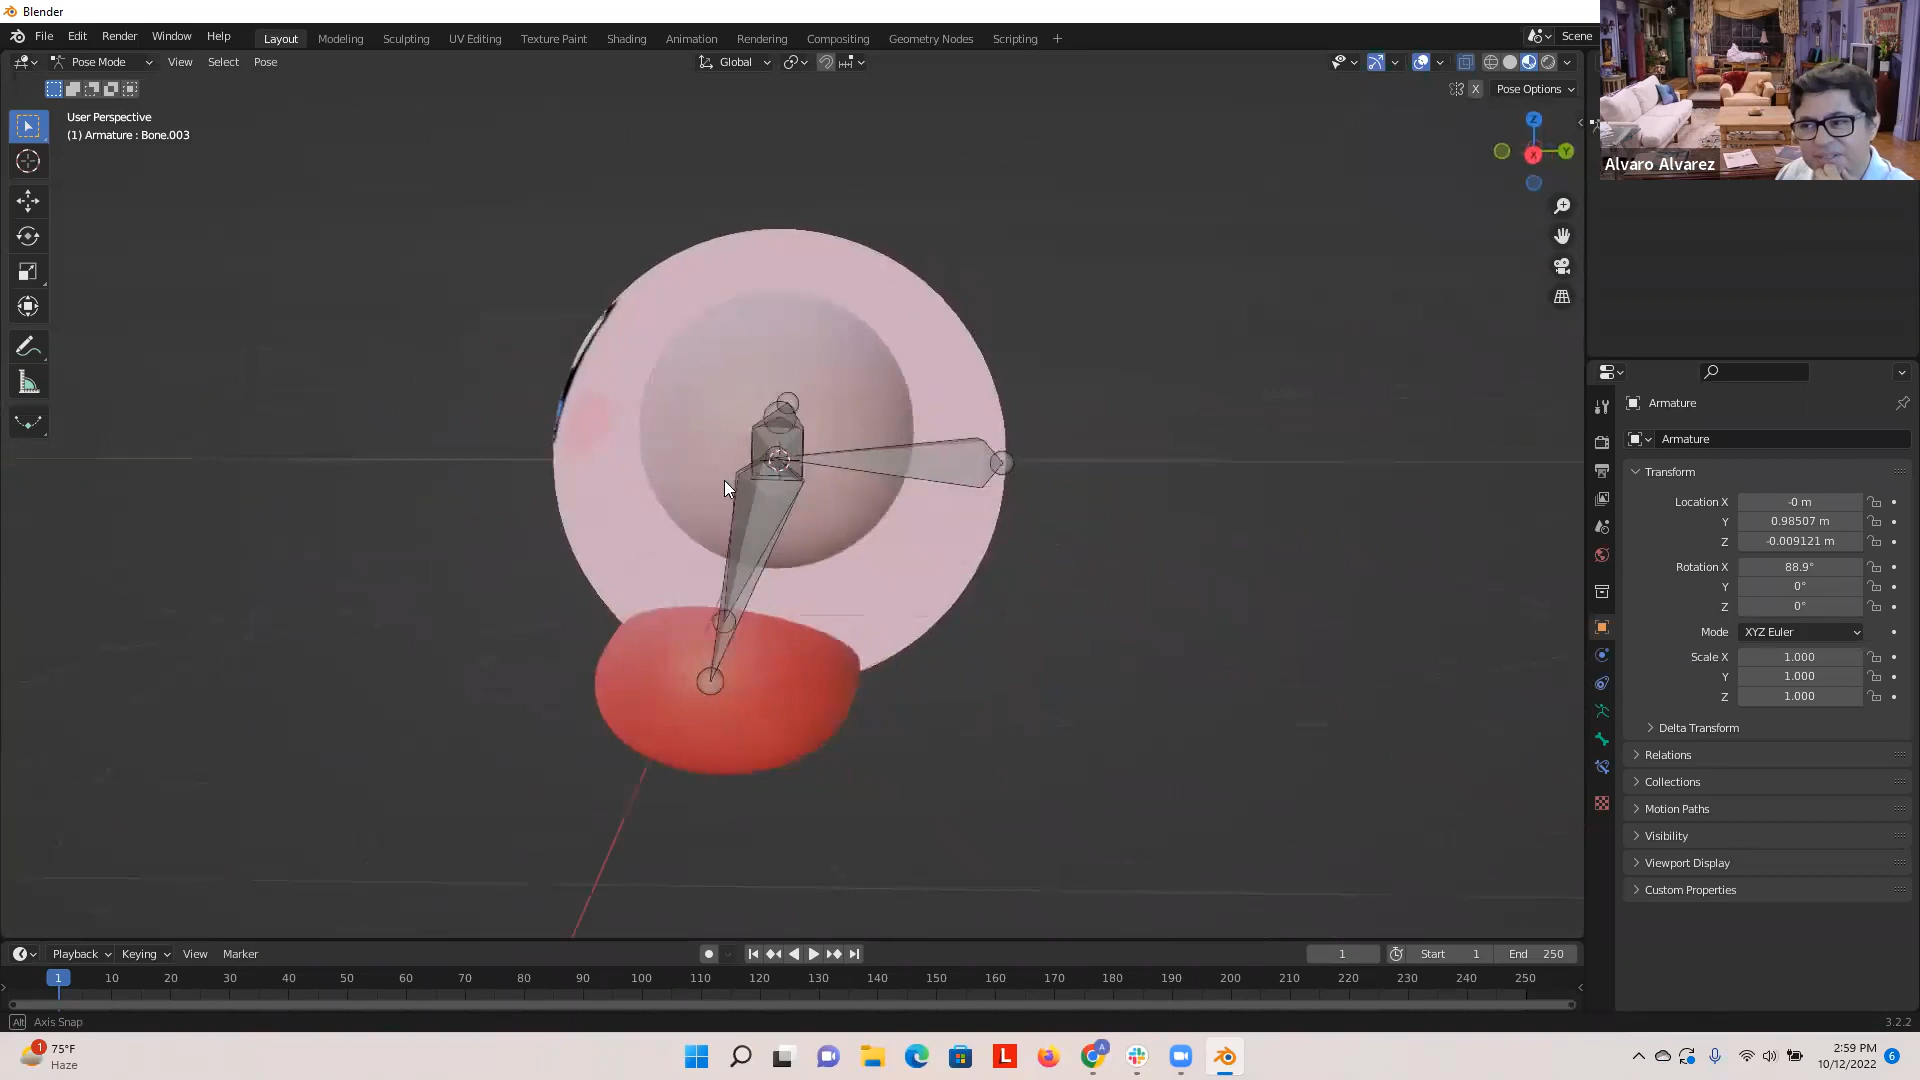 Blender
File Edit Render Window Help
Layout Modeling Sculpting UV Editing Texture Paint Shading Animation Rendering Compositing Geometry Nodes Scripting +
Scene
Pose Mode View Select Pose
Global
X Pose Options
User Perspective
(1) Armature : Bone.003
Z
Y
X
Alvaro Alvarez
Armature
Armature
Transform
Location X -0 m
Y 0.98507 m
Z -0.009121 m
Rotation X 88.9°
Y 0°
Z 0°
Mode XYZ Euler
Scale X 1.000
Y 1.000
Z 1.000
Delta Transform
Relations
Collections
Motion Paths
Visibility
Viewport Display
Custom Properties
Playback Keying View Marker
1 Start 1 End 250
1 10 20 30 40 50 60 70 80 90 100 110 120 130 140 150 160 170 180 190 200 210 220 230 240 250
Alt Axis Snap
3.2.2
1
75°F
Haze
L
A
2:59 PM
10/12/2022
6